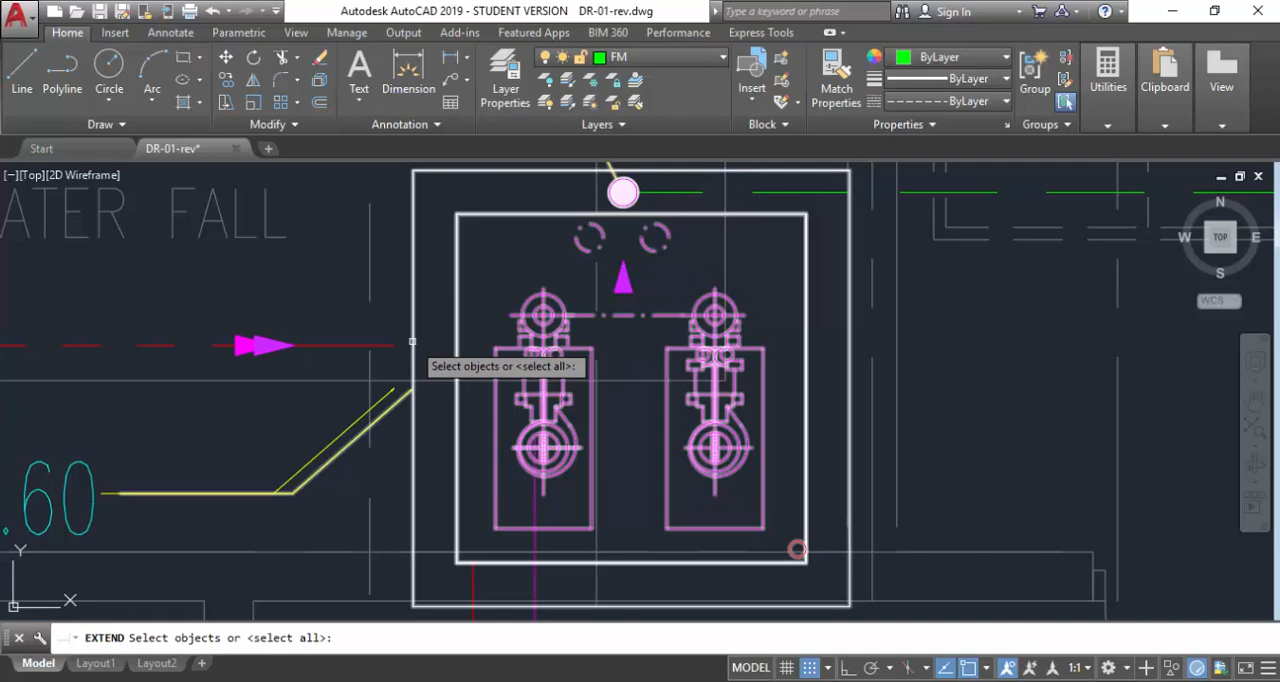 Autodesk AutoCAD 2019 - STUDENT VERSION DR-01-rev.dwg
Type a keyword or phrase
Sign In
Home Insert Annotate Parametric View Manage Output Add-ins Featured Apps BIM 360 Performance Express Tools
Line Polyline Circle Arc
Text Dimension
Layer Properties
FM
Insert
Match Properties
ByLayer
ByLayer
ByLayer
Group Utilities Clipboard View
Draw Modify Annotation Layers Block Properties Groups
Start DR-01-rev*
[−][Top][2D Wireframe]
ATER FALL
N
W TOP E
S
WCS
Select objects or <select all>:
.60
Y
X
EXTEND Select objects or <select all>:
Model Layout1 Layout2
MODEL 1:1